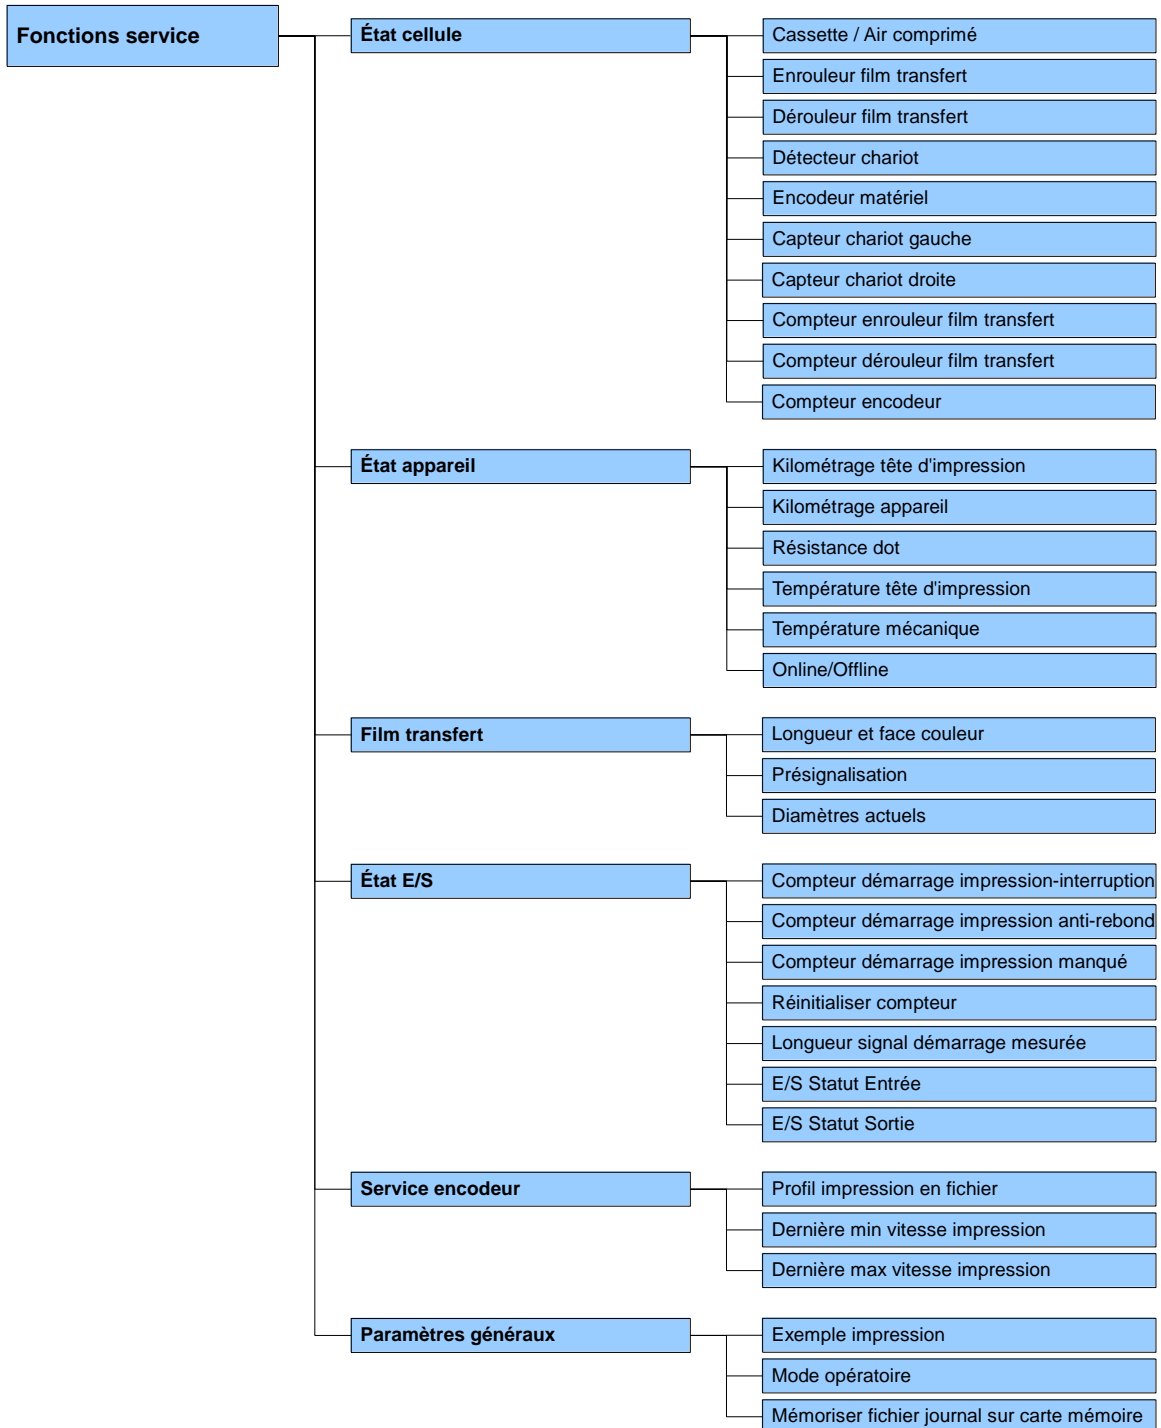 Fonctions service
État cellule
Cassette / Air comprimé
Enrouleur film transfert
Dérouleur film transfert
Détecteur chariot
Encodeur matériel
Capteur chariot gauche
Capteur chariot droite
Compteur enrouleur film transfert
Compteur dérouleur film transfert
Compteur encodeur
État appareil
Kilométrage tête d'impression
Kilométrage appareil
Résistance dot
Température tête d'impression
Température mécanique
Online/Offline
Film transfert
Longueur et face couleur
Présignalisation
Diamètres actuels
État E/S
Compteur démarrage impression-interruption
Compteur démarrage impression anti-rebond
Compteur démarrage impression manqué
Réinitialiser compteur
Longueur signal démarrage mesurée
E/S Statut Entrée
E/S Statut Sortie
Service encodeur
Profil impression en fichier
Dernière min vitesse impression
Dernière max vitesse impression
Paramètres généraux
Exemple impression
Mode opératoire
Mémoriser fichier journal sur carte mémoire